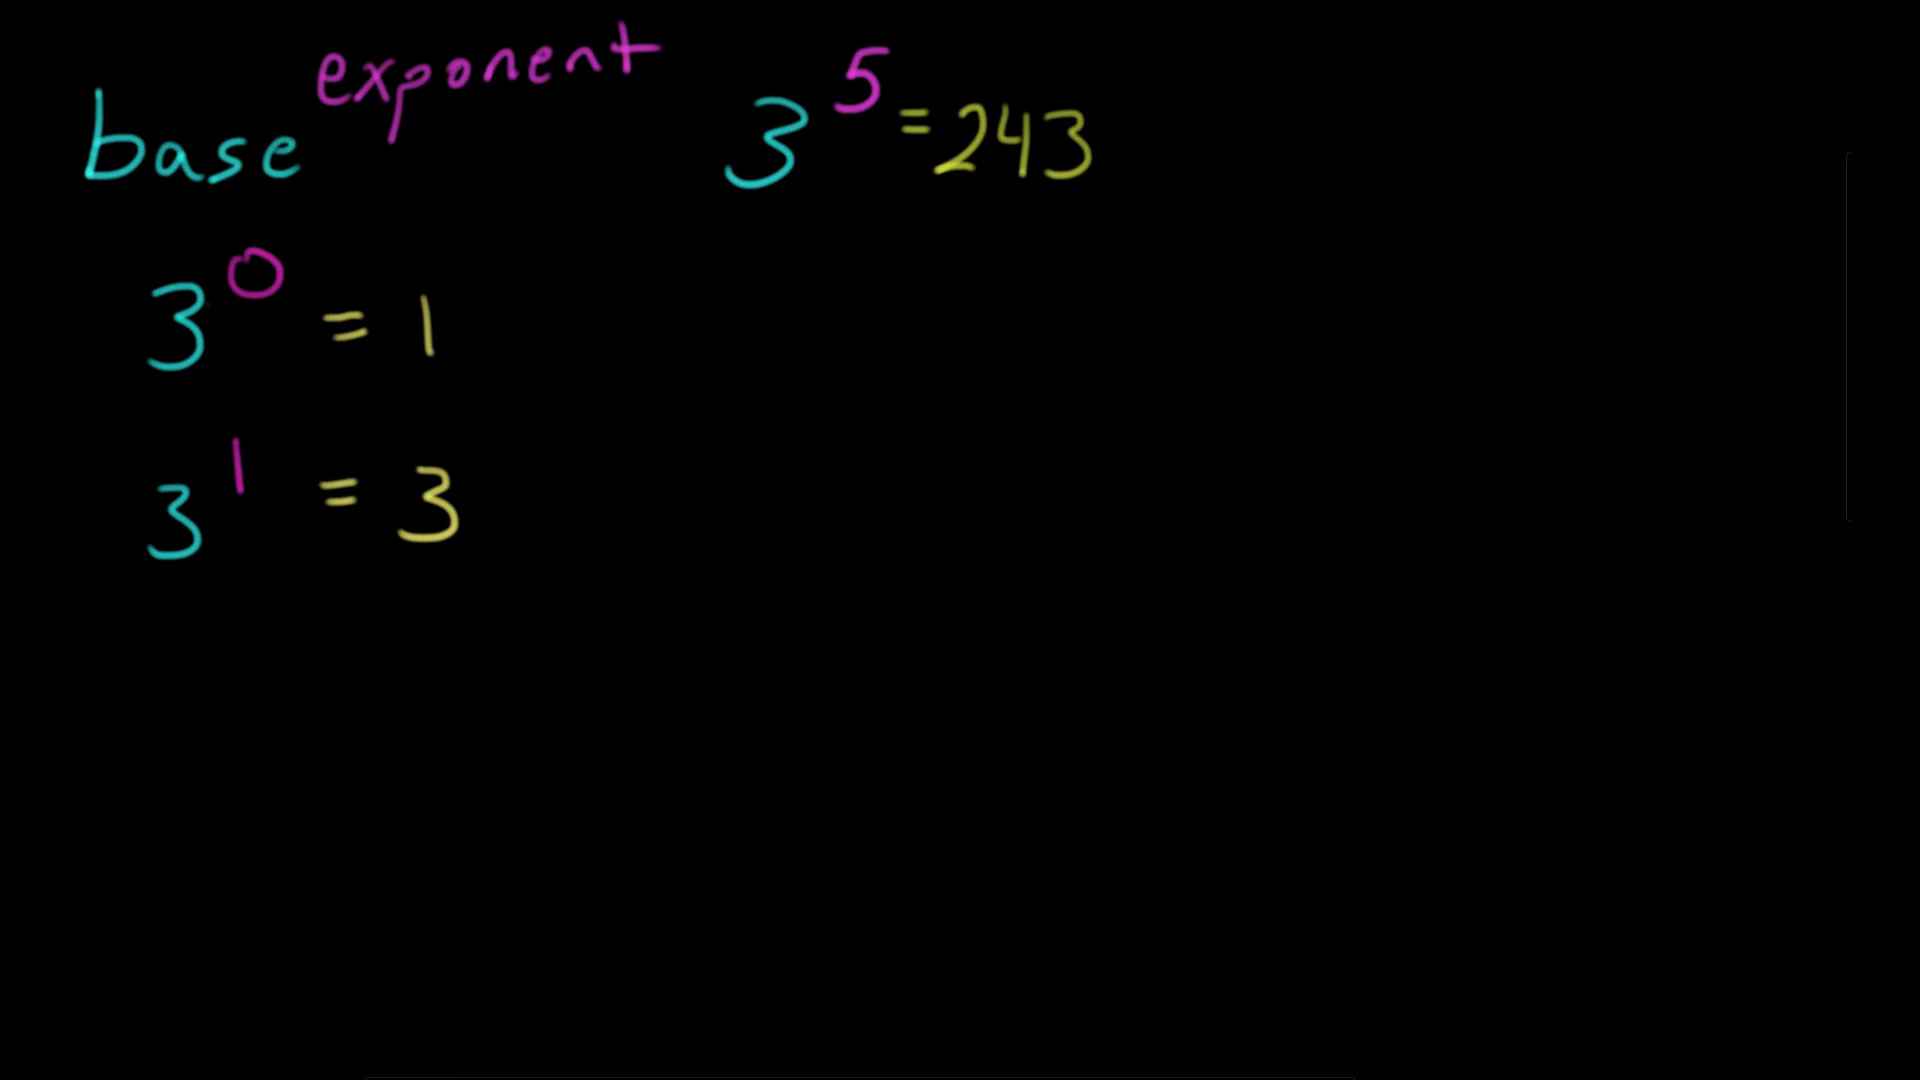 base^exponent 3^5 = 243
3^0 = 1
3^1 = 3